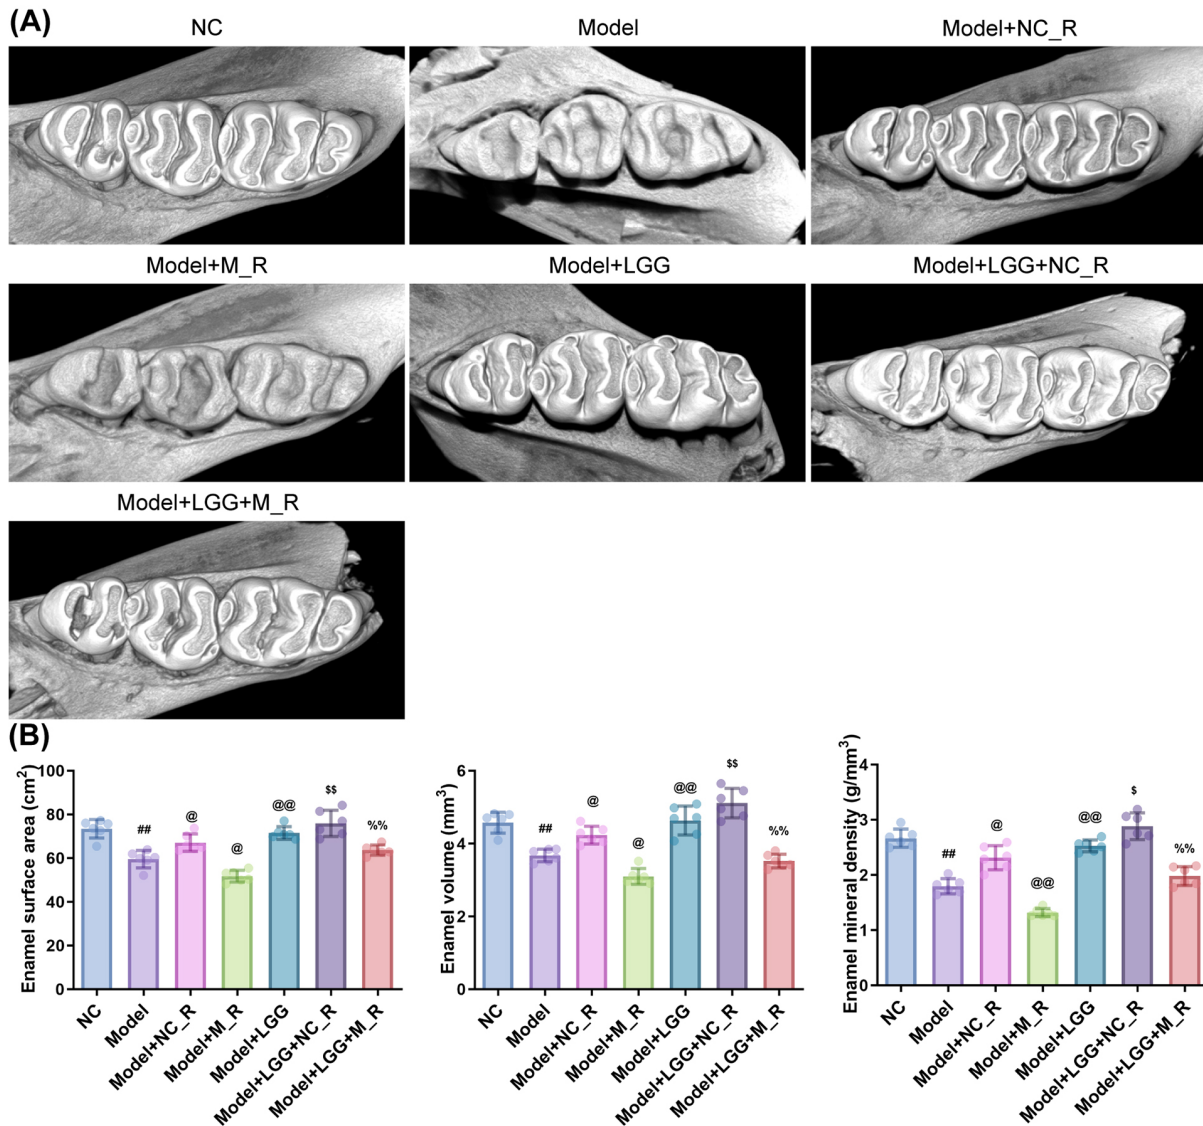 (A)
NC
Model
Model+NC_R
Model+M_R
Model+LGG
Model+LGG+NC_R
Model+LGG+M_R
(B)
Enamel surface area (cm²)
100
80
60
40
20
0
##
@
@
@@
$$
%%
NC
Model
Model+NC_R
Model+M_R
Model+LGG
Model+LGG+NC_R
Model+LGG+M_R
Enamel volume (mm³)
6
4
2
0
##
@
@
@@
$$
%%
NC
Model
Model+NC_R
Model+M_R
Model+LGG
Model+LGG+NC_R
Model+LGG+M_R
Enamel mineral density (g/mm³)
4
3
2
1
0
##
@
@@
@@
$
%%
NC
Model
Model+NC_R
Model+M_R
Model+LGG
Model+LGG+NC_R
Model+LGG+M_R